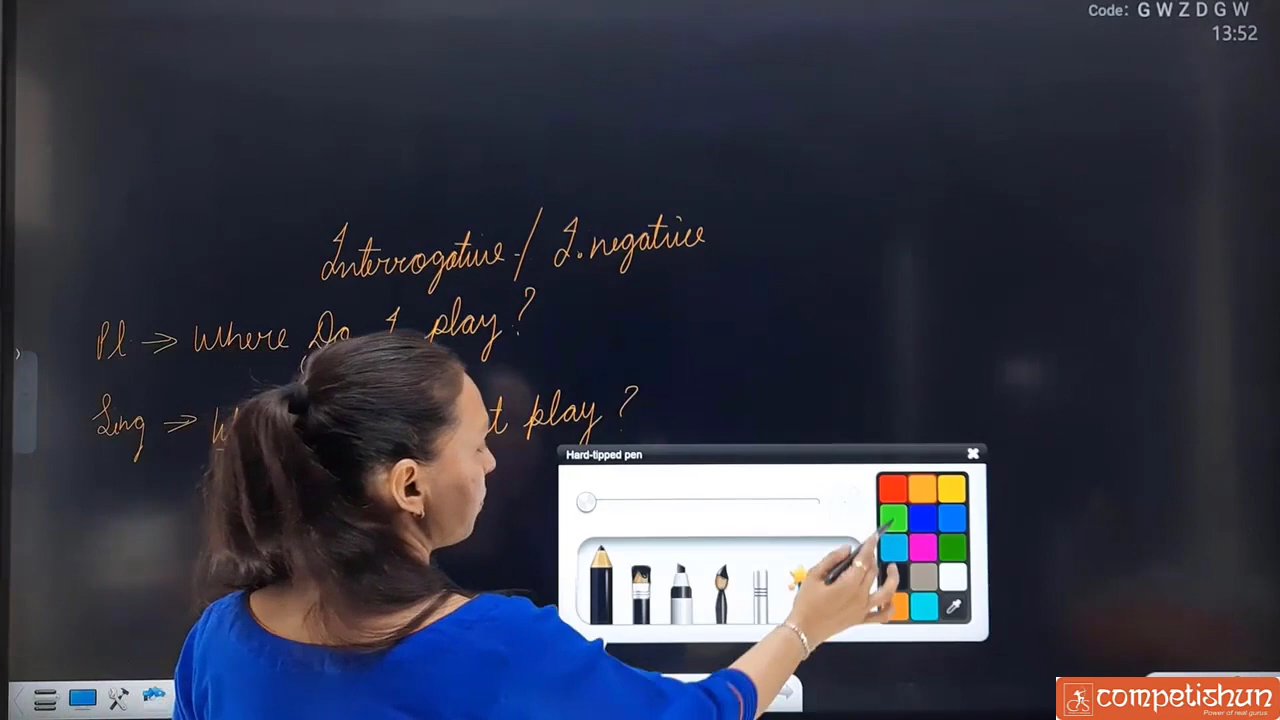 Code: G W Z D G W
13:52
Interrogative / I. negative
Pl. → Where Do I play ?
Sing → play ?
Hard-tipped pen
competishun
Power of real gurus